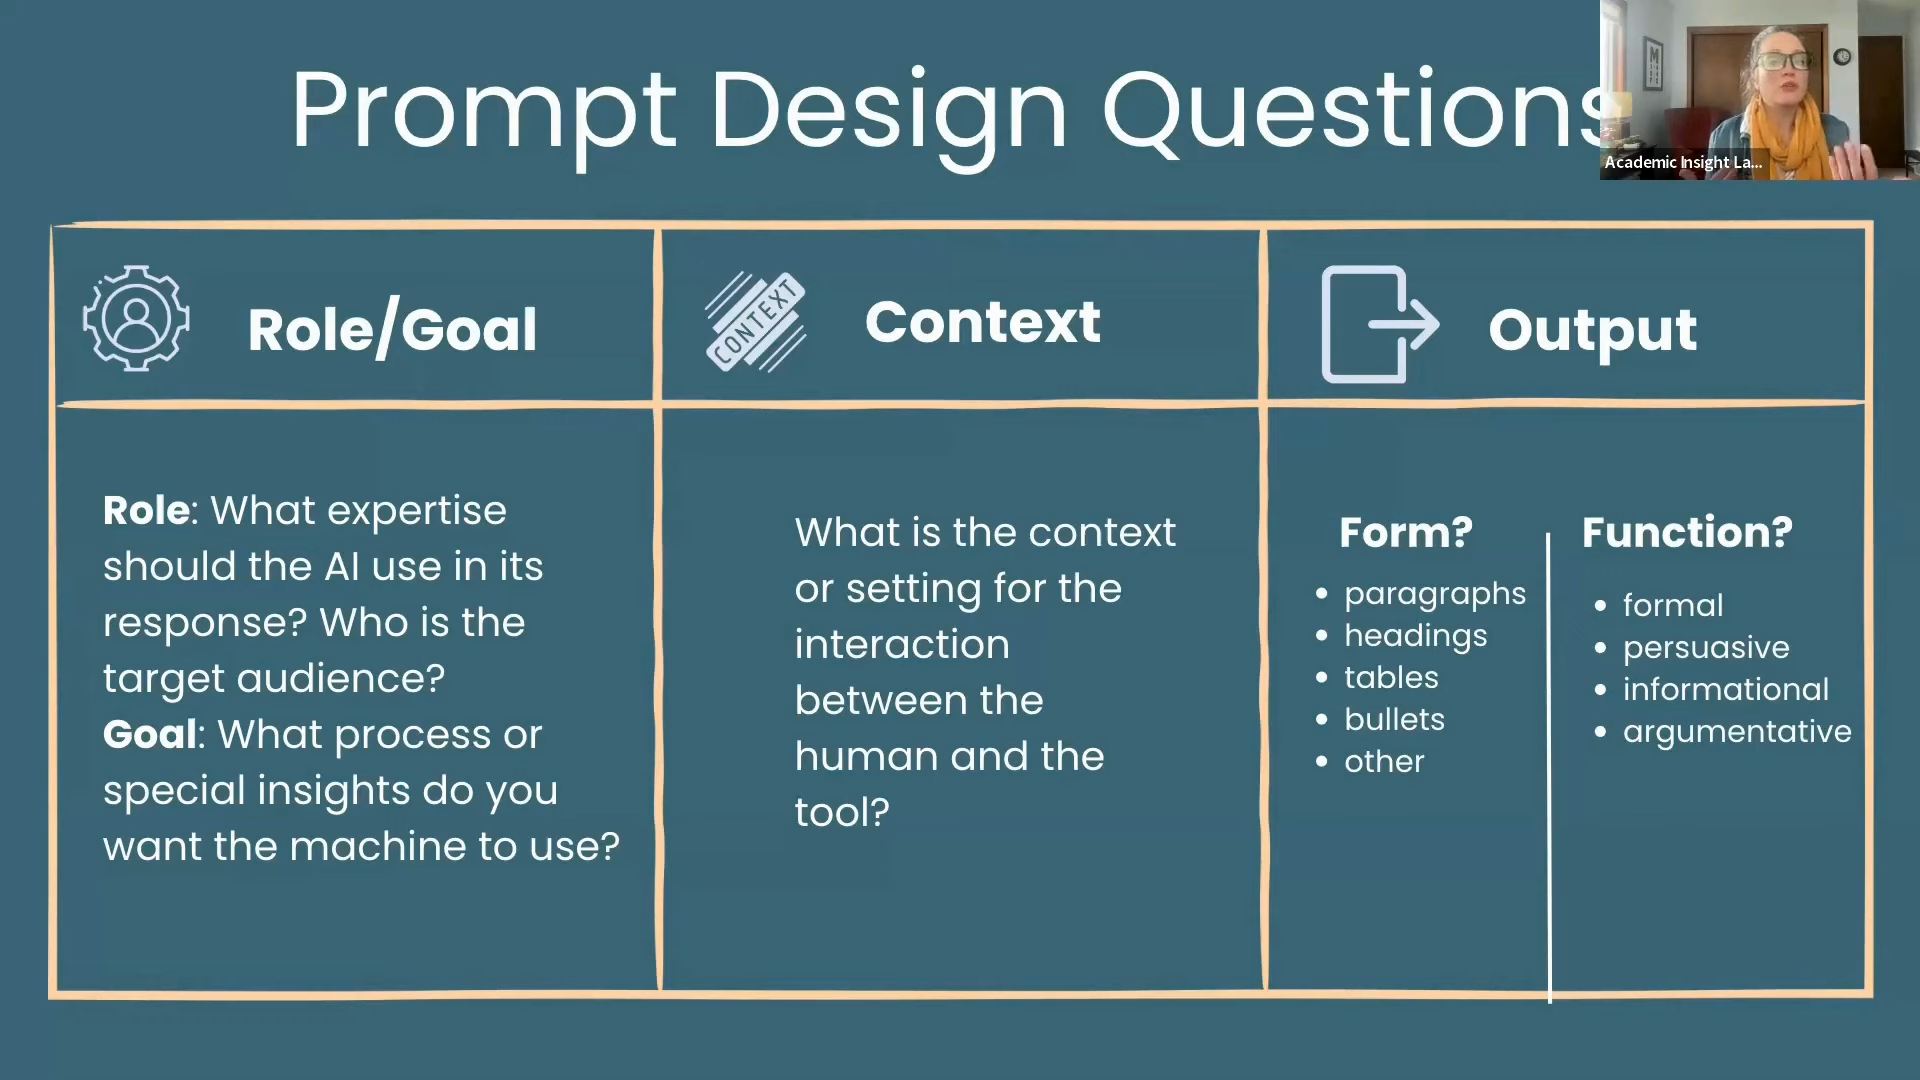 Prompt Design Questions
Academic Insight La...
Role/Goal
CONTEXT
Context
Output
Role: What expertise
should the AI use in its
response? Who is the
target audience?
Goal: What process or
special insights do you
want the machine to use?
What is the context
or setting for the
interaction
between the
human and the
tool?
Form?
• paragraphs
• headings
• tables
• bullets
• other
Function?
• formal
• persuasive
• informational
• argumentative